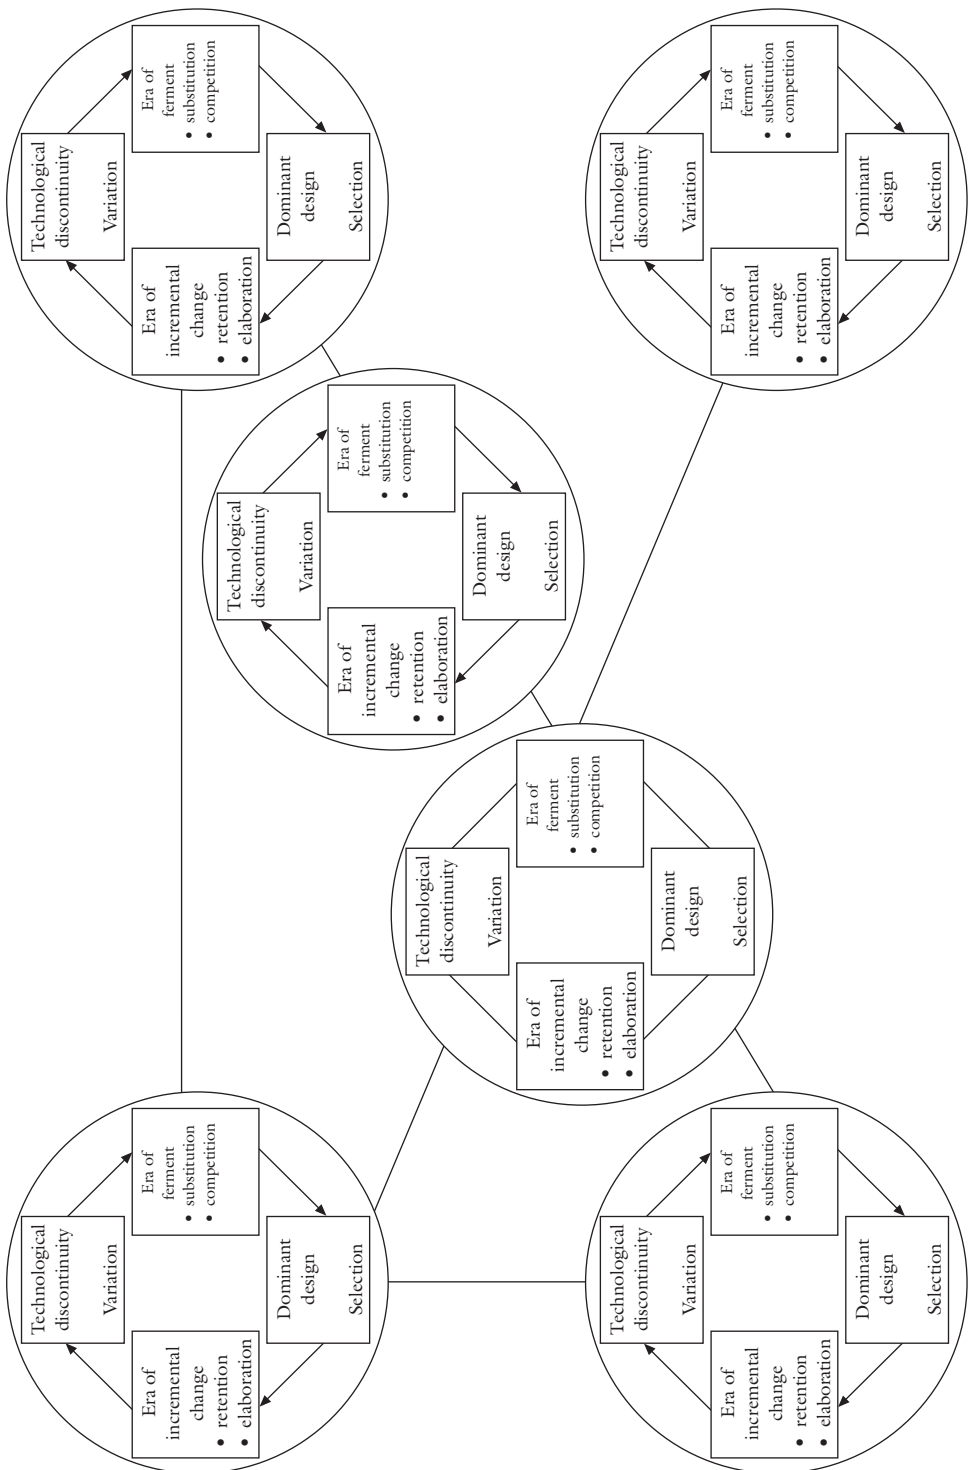 Technological
discontinuity
Variation
Era of
incremental
change
• retention
• elaboration
Era of
ferment
• substitution
• competition
Dominant
design
Selection
Technological
discontinuity
Variation
Era of
incremental
change
• retention
• elaboration
Era of
ferment
• substitution
• competition
Dominant
design
Selection
Technological
discontinuity
Variation
Era of
incremental
change
• retention
• elaboration
Era of
ferment
• substitution
• competition
Dominant
design
Selection
Technological
discontinuity
Variation
Era of
incremental
change
• retention
• elaboration
Era of
ferment
• substitution
• competition
Dominant
design
Selection
Technological
discontinuity
Variation
Era of
incremental
change
• retention
• elaboration
Era of
ferment
• substitution
• competition
Dominant
design
Selection
Technological
discontinuity
Variation
Era of
incremental
change
• retention
• elaboration
Era of
ferment
• substitution
• competition
Dominant
design
Selection